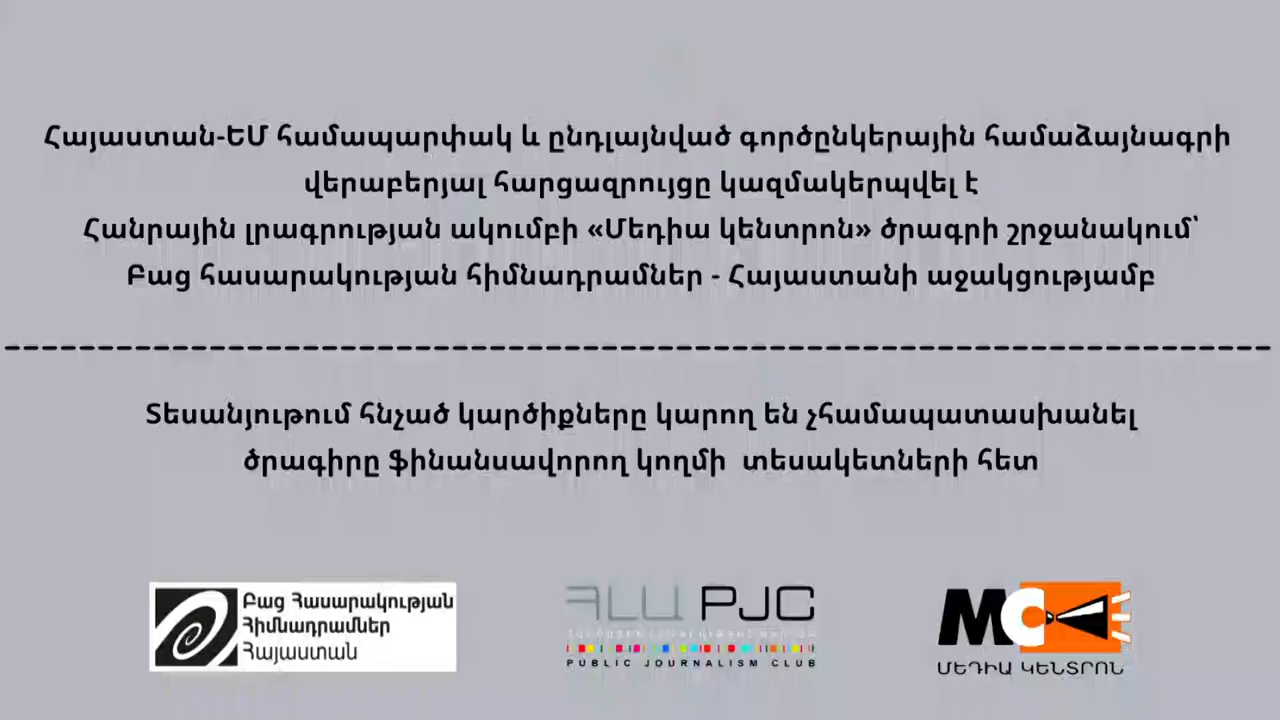 Հայաստան-ԵՄ համապարփակ և ընդլայնված գործընկերային համաձայնագրի
վերաբերյալ հարցազրույցը կազմակերպվել է
Հանրային լրագրության ակումբի «Մեդիա կենտրոն» ծրագրի շրջանակում՝
Բաց հասարակության հիմնադրամներ - Հայաստանի աջակցությամբ
Տեսանյութում հնչած կարծիքները կարող են չհամապատասխանել
ծրագիրը ֆինանսավորող կողմի տեսակետների հետ
Բաց Հասարակության
Հիմնադրամներ
Հայաստան
ՀԼԱ PJC
PUBLIC JOURNALISM CLUB
MC
ՄԵԴԻԱ ԿԵՆՏՐՈՆ